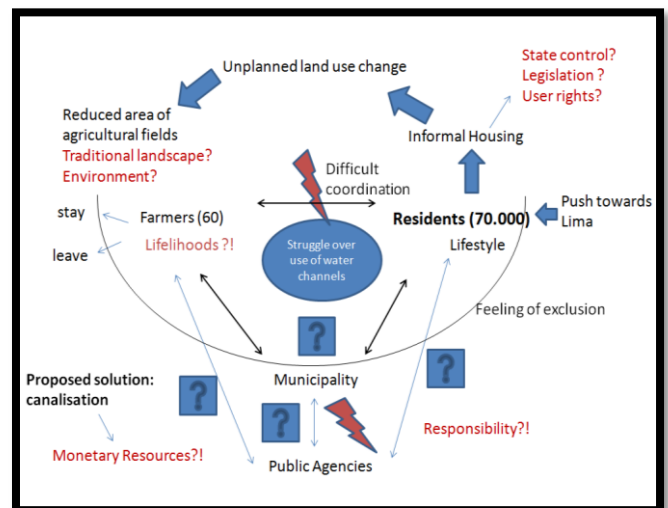 State control?
Legislation ?
User rights?
Unplanned land use change
Reduced area of
agricultural fields
Traditional landscape?
Environment?
Informal Housing
Difficult
coordination
stay
Farmers (60)
Residents (70.000)
Push towards
Lima
leave
Lifelihoods ?!
Struggle over
use of water
channels
Lifestyle
Feeling of exclusion
?
Proposed solution:
canalisation
?
Municipality
?
?
Responsibility?!
Monetary Resources?!
Public Agencies